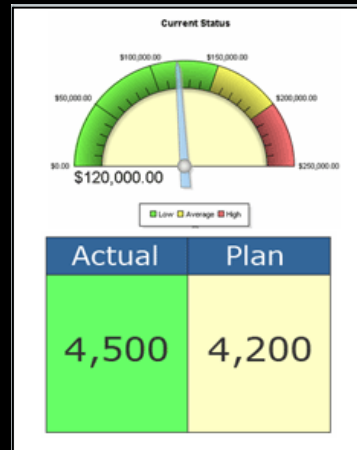 Current Status
$100,000.00 $150,000.00
$50,000.00 $200,000.00
$0.00 $250,000.00
$120,000.00
Low Average High
Actual Plan
4,500 4,200